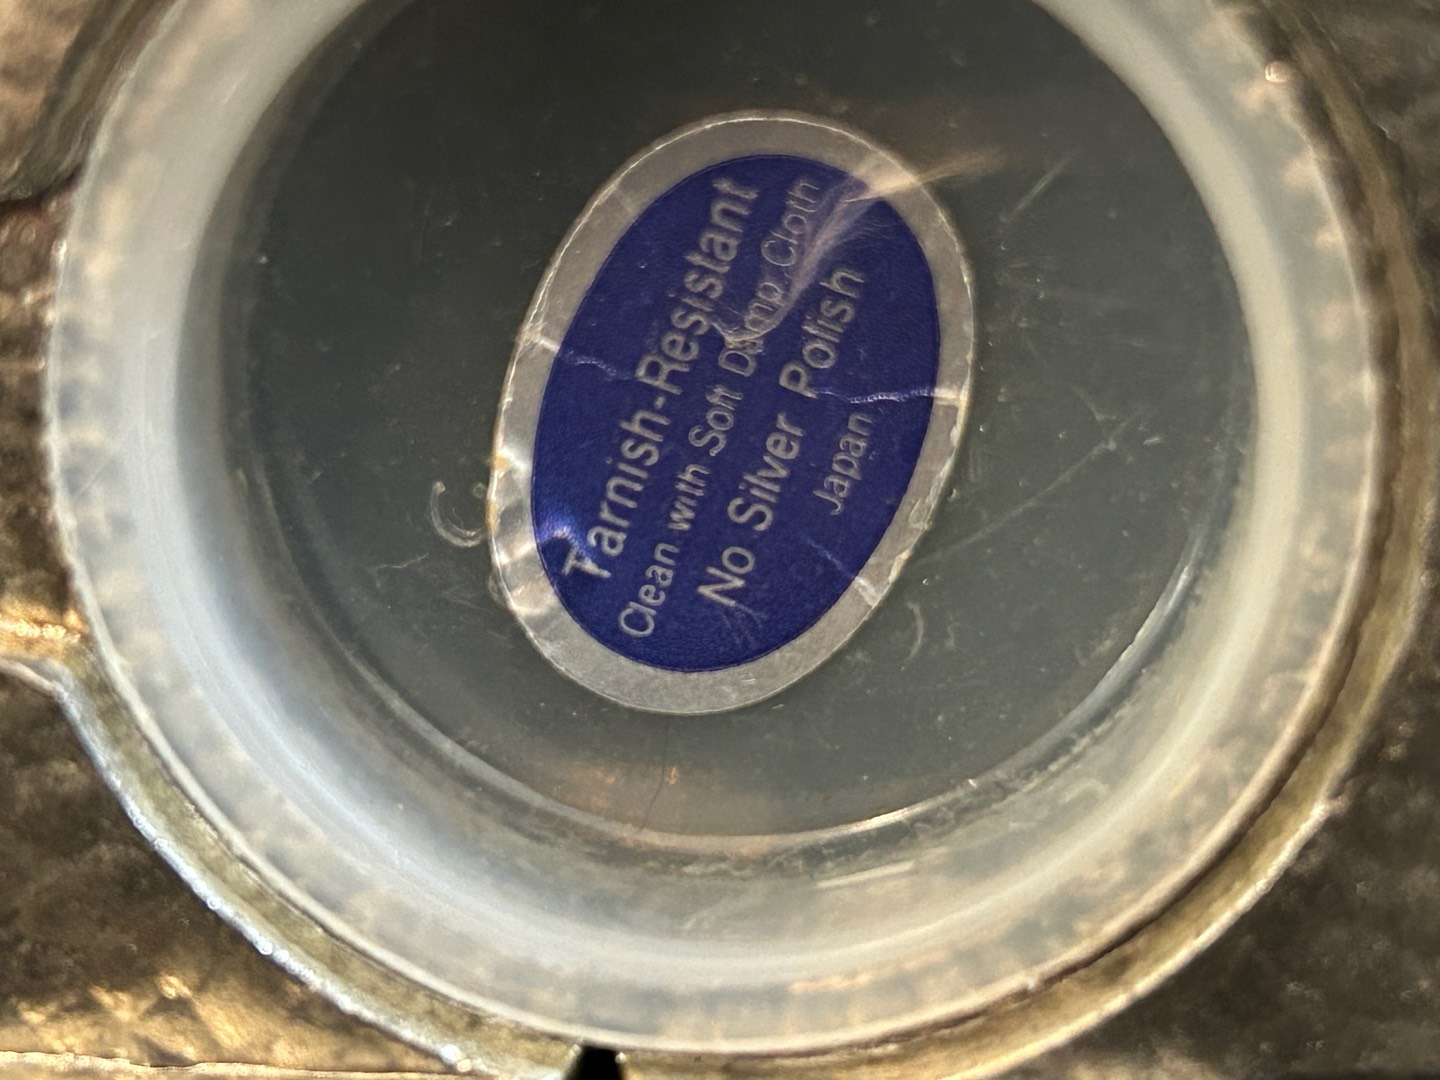 Tarnish-Resistant
Clean with Soft Damp Cloth
No Silver Polish
Japan